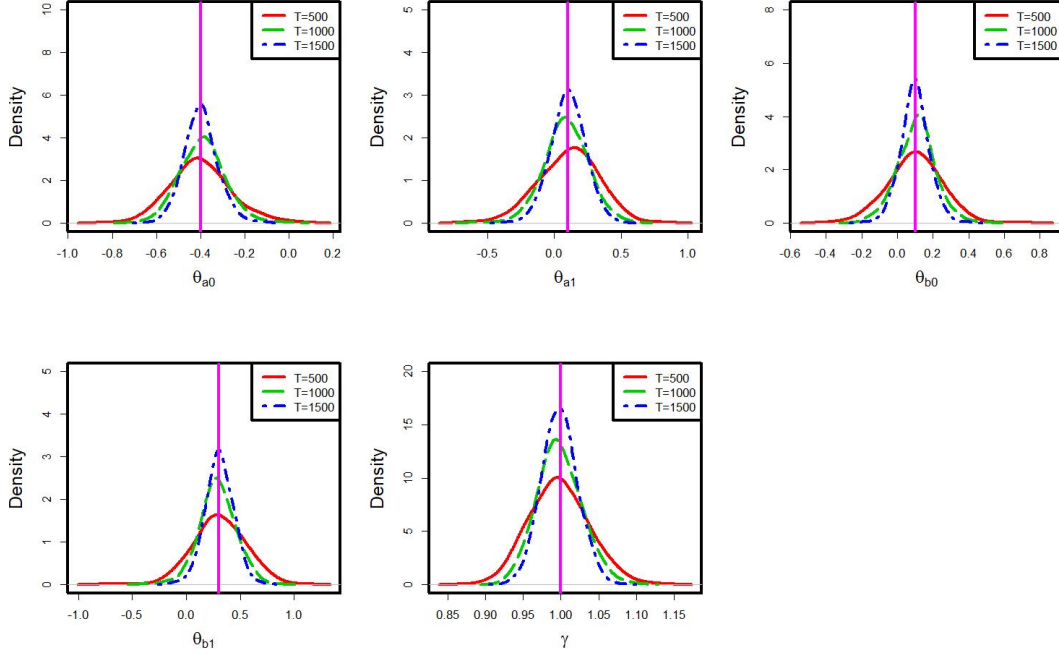 T=500
T=1000
T=1500
Density
0 2 4 6 8 10
-1.0 -0.8 -0.6 -0.4 -0.2 0.0 0.2
θa0
T=500
T=1000
T=1500
Density
0 1 2 3 4 5
-0.5 0.0 0.5 1.0
θa1
T=500
T=1000
T=1500
Density
0 2 4 6 8
-0.6 -0.4 -0.2 0.0 0.2 0.4 0.6 0.8
θb0
T=500
T=1000
T=1500
Density
0 1 2 3 4 5
-1.0 -0.5 0.0 0.5 1.0
θb1
T=500
T=1000
T=1500
Density
0 5 10 15 20
0.85 0.90 0.95 1.00 1.05 1.10 1.15
γ